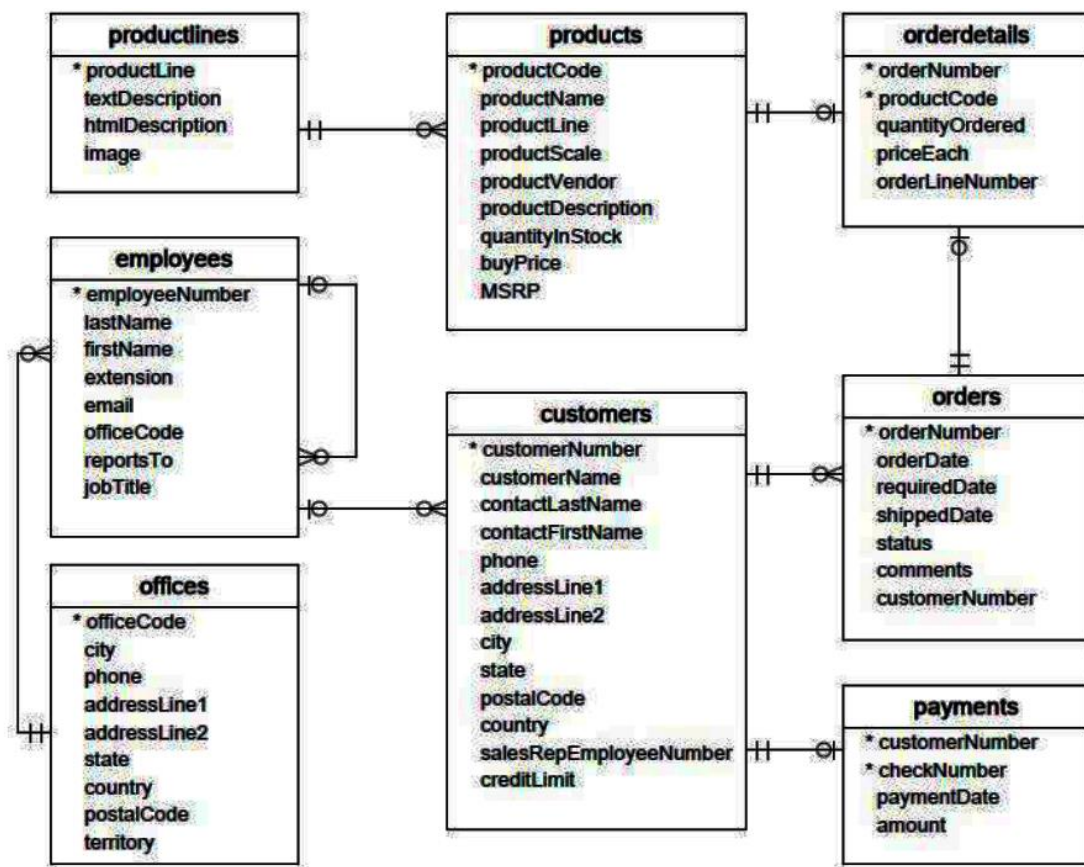 productlines
* productLine
textDescription
htmlDescription
image
products
* productCode
productName
productLine
productScale
productVendor
productDescription
quantityInStock
buyPrice
MSRP
orderdetails
* orderNumber
* productCode
quantityOrdered
priceEach
orderLineNumber
employees
* employeeNumber
lastName
firstName
extension
email
officeCode
reportsTo
jobTitle
customers
* customerNumber
customerName
contactLastName
contactFirstName
phone
addressLine1
addressLine2
city
state
postalCode
country
salesRepEmployeeNumber
creditLimit
orders
* orderNumber
orderDate
requiredDate
shippedDate
status
comments
customerNumber
offices
* officeCode
city
phone
addressLine1
addressLine2
state
country
postalCode
territory
payments
* customerNumber
* checkNumber
paymentDate
amount